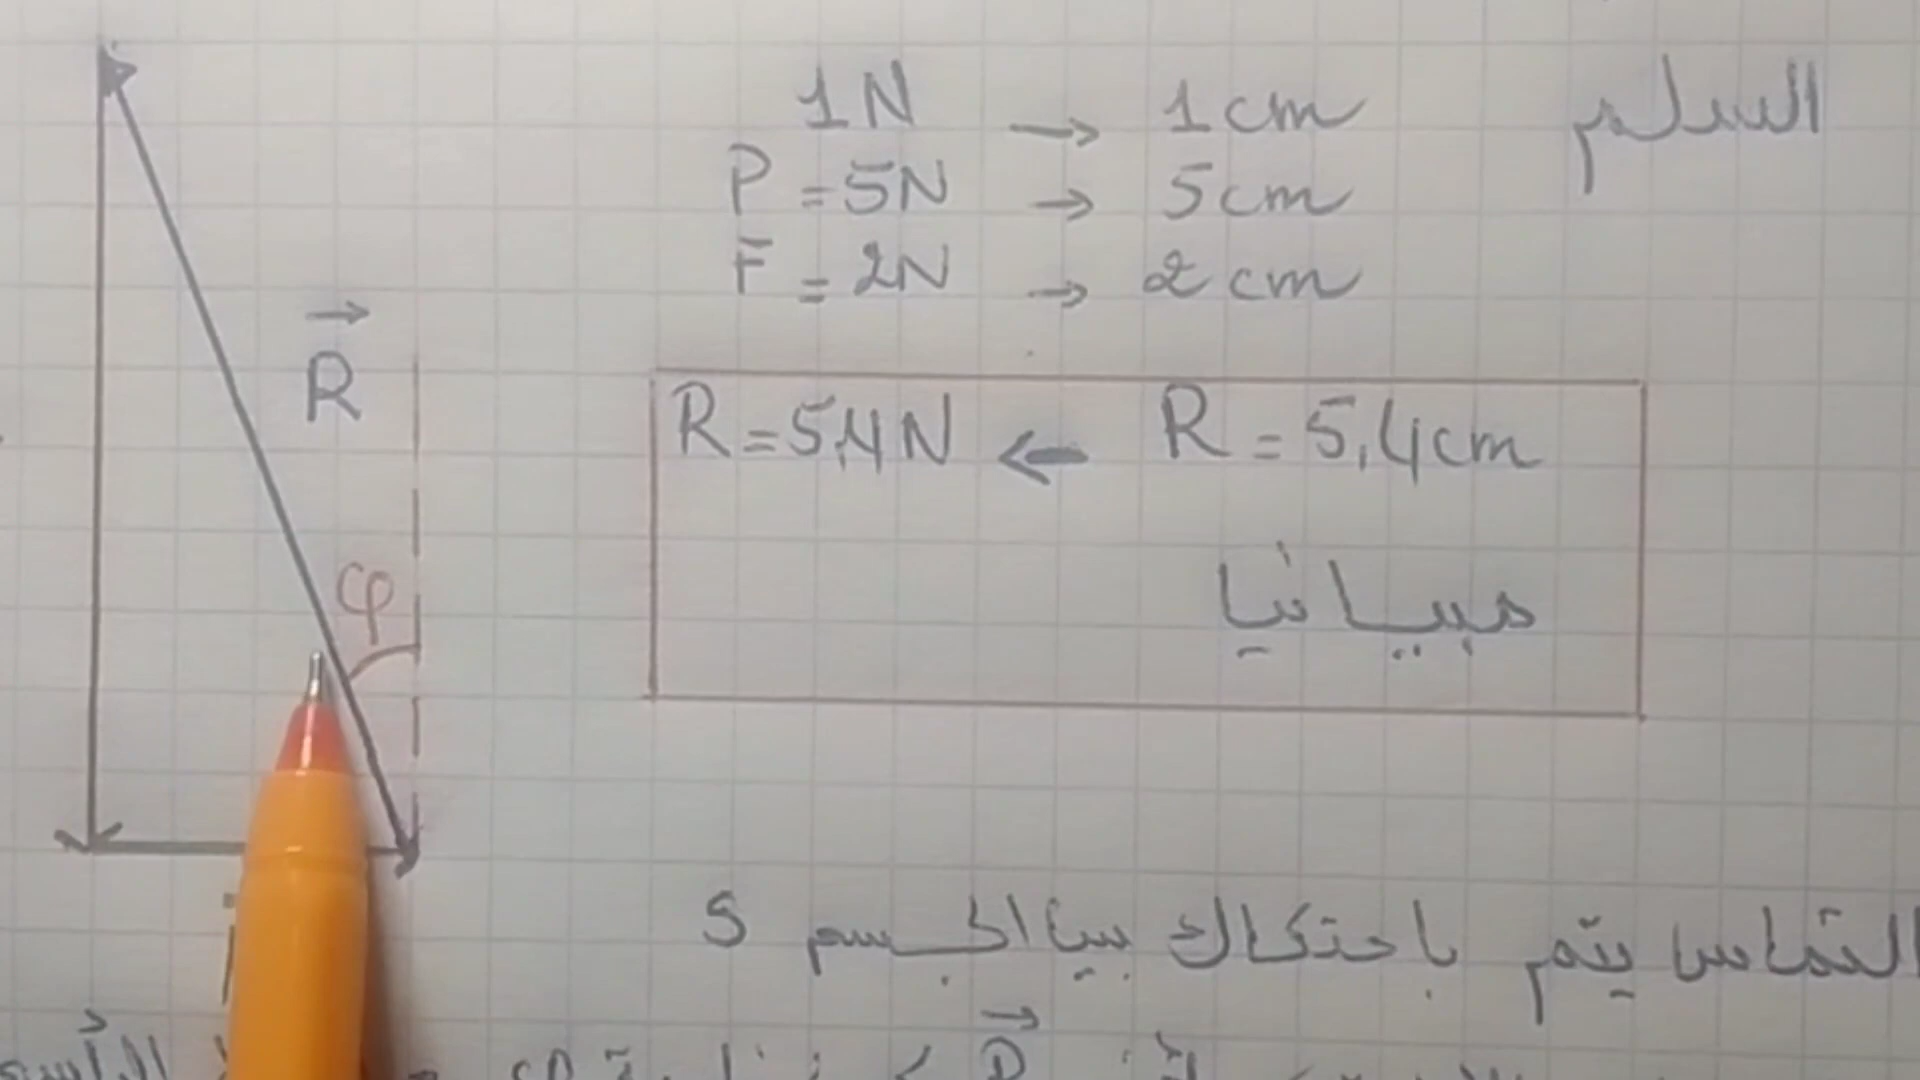 السلم 1N → 1cm
P = 5N → 5cm
F = 2N → 2cm
R
φ
R = 5,4cm → R = 5,4N
مبيانيا
التماس يتم باحتكاك بين الجسم S